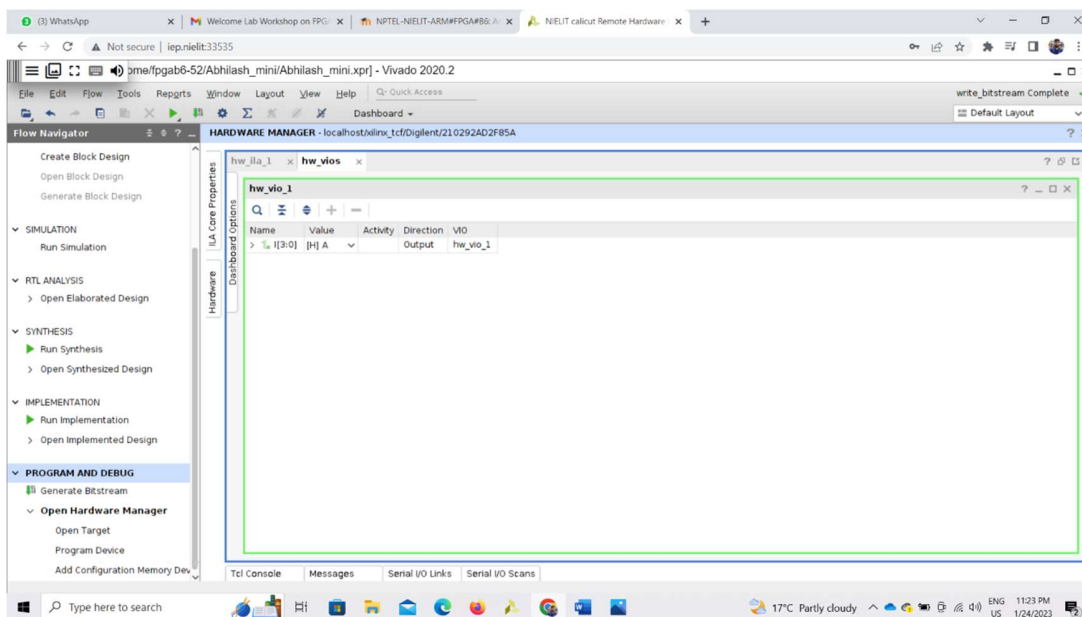 (3) WhatsApp
Welcome Lab Workshop on FPG
NPTEL-NIELIT-ARM#FPGA#86: A
NIELIT calicut Remote Hardware
Not secure | iep.nielit:33535
ome/fpgab6-52/Abhilash_mini/Abhilash_mini.xpr] - Vivado 2020.2
File Edit Flow Tools Reports Window Layout View Help Quick Access
write_bitstream Complete
Dashboard
Default Layout
Flow Navigator
HARDWARE MANAGER - localhost/xilinx_tcf/Digilent/210292AD2F85A
Create Block Design
Open Block Design
Generate Block Design
SIMULATION
Run Simulation
RTL ANALYSIS
Open Elaborated Design
SYNTHESIS
Run Synthesis
Open Synthesized Design
IMPLEMENTATION
Run Implementation
Open Implemented Design
PROGRAM AND DEBUG
Generate Bitstream
Open Hardware Manager
Open Target
Program Device
Add Configuration Memory Dev
ILA Core Properties
Hardware
Dashboard Options
hw_ila_1 hw_vios
hw_vio_1
Name Value Activity Direction VIO
I[3:0] [H] A Output hw_vio_1
Tcl Console Messages Serial I/O Links Serial I/O Scans
Type here to search
17°C Partly cloudy
ENG US
11:23 PM
1/24/2023
2